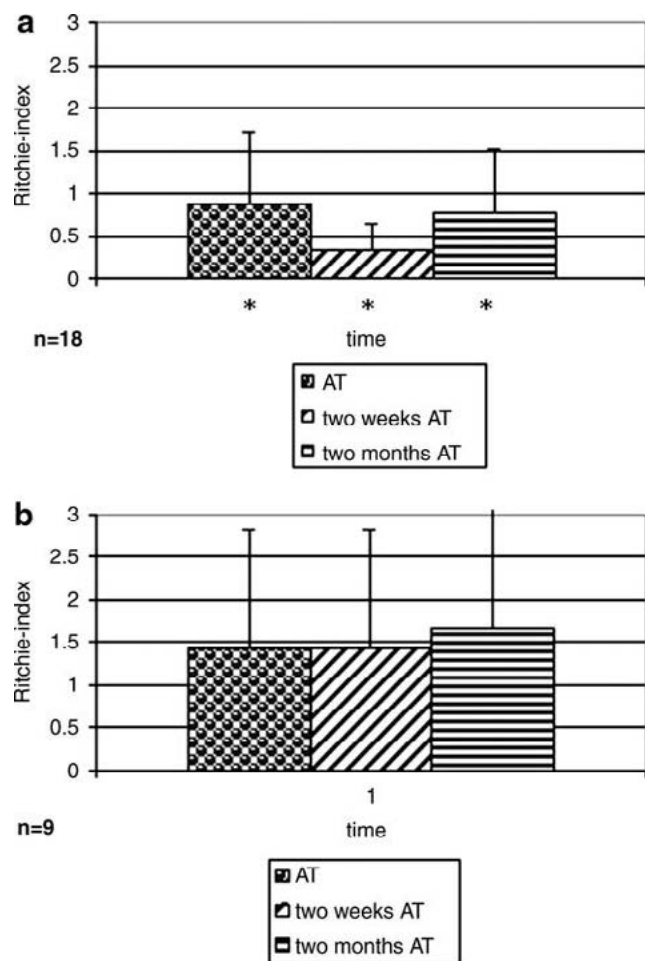 a
Ritchie-index
3
2.5
2
1.5
1
0.5
0
* * *
n=18
time
AT
two weeks AT
two months AT
b
Ritchie-index
3
2.5
2
1.5
1
0.5
0
1
n=9
time
AT
two weeks AT
two months AT